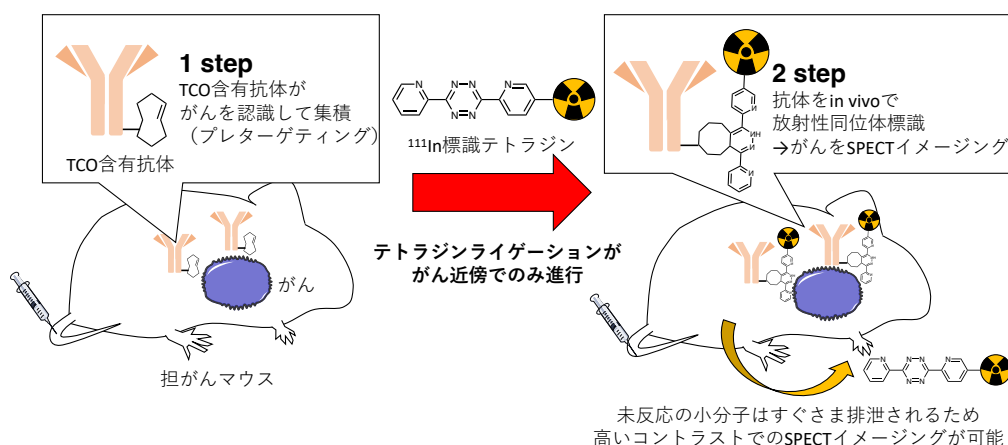 1 step
TCO含有抗体が
がんを認識して集積
（プレターゲティング）
TCO含有抗体
N
N
N
N
N
N
¹¹¹In標識テトラジン
2 step
抗体をin vivoで
放射性同位体標識
→がんをSPECTイメージング
N
NH
N
N
テトラジンライゲーションが
がん近傍でのみ進行
がん
担がんマウス
N
N
N
N
N
N
未反応の小分子はすぐさま排泄されるため
高いコントラストでのSPECTイメージングが可能